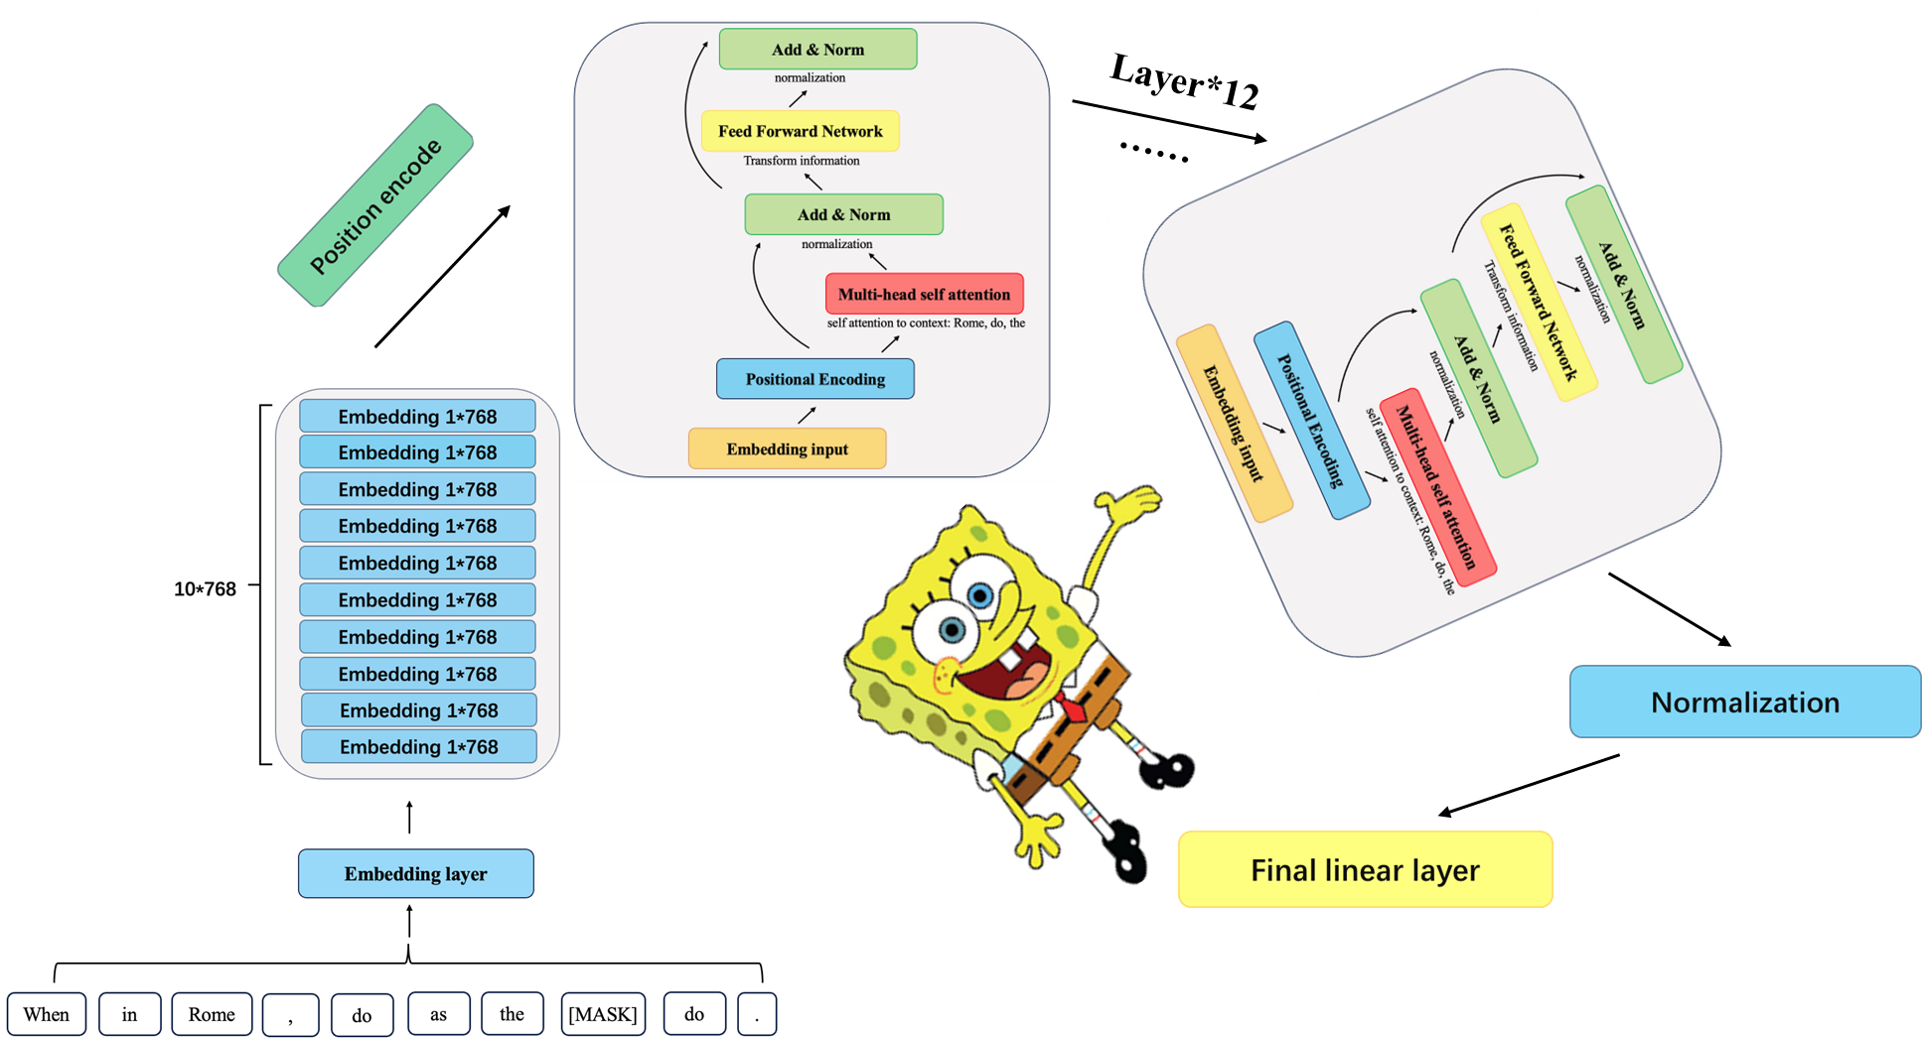 Add & Norm
normalization
Feed Forward Network
Transform information
Add & Norm
normalization
Multi-head self attention
self attention to context: Rome, do, the
Positional Encoding
Embedding input
Position encode
Layer*12
......
Embedding input
Positional Encoding
self attention to context: Rome, do, the
Multi-head self attention
normalization
Add & Norm
Transform information
Feed Forward Network
normalization
Add & Norm
Embedding 1*768
Embedding 1*768
Embedding 1*768
Embedding 1*768
Embedding 1*768
Embedding 1*768
Embedding 1*768
Embedding 1*768
Embedding 1*768
Embedding 1*768
10*768
Normalization
Final linear layer
Embedding layer
When in Rome , do as the [MASK] do .